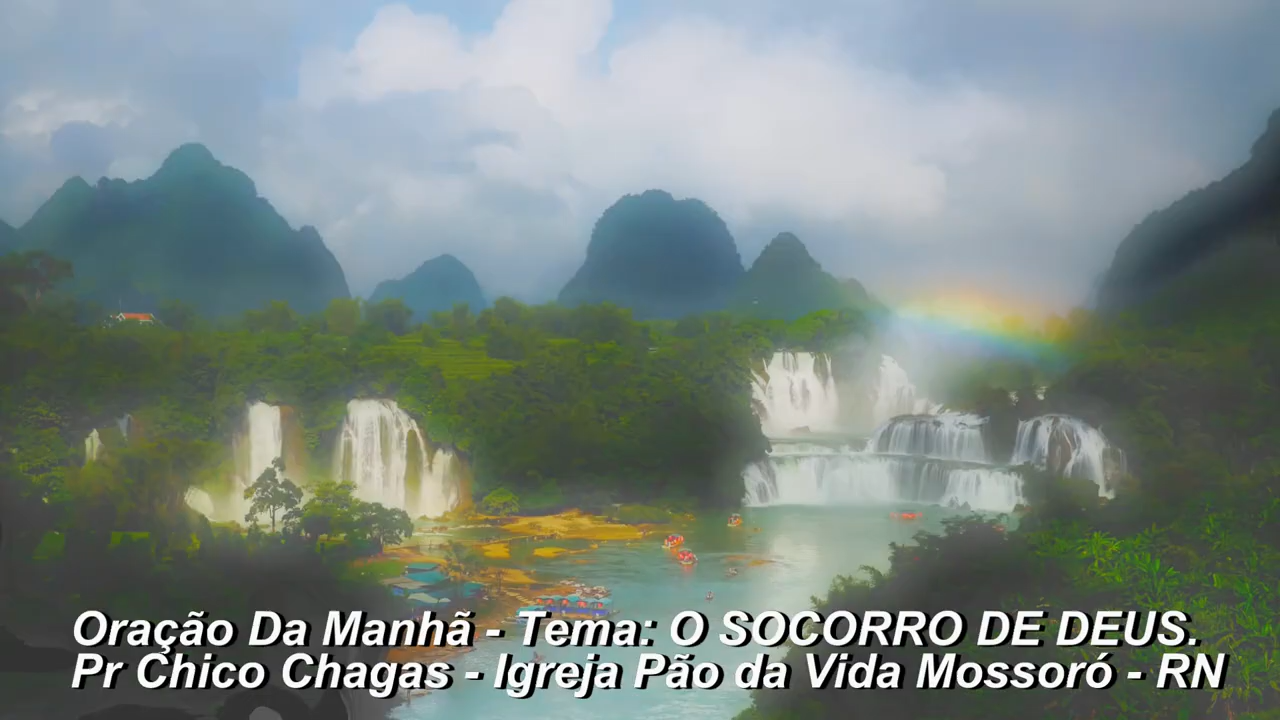 Oração Da Manhã - Tema: O SOCORRO DE DEUS.
Pr Chico Chagas - Igreja Pão da Vida Mossoró - RN